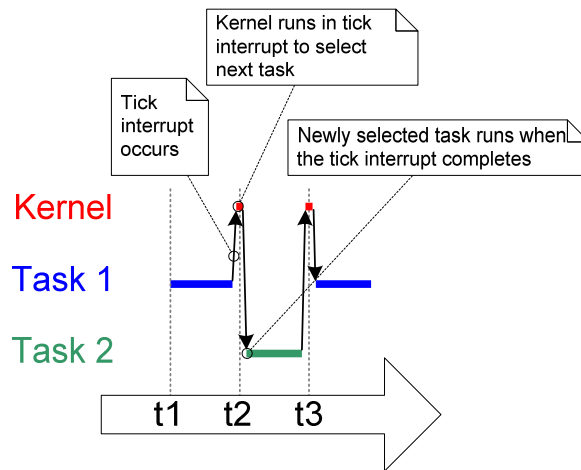 Kernel runs in tick
interrupt to select
next task
Tick
interrupt
occurs
Newly selected task runs when
the tick interrupt completes
Kernel
Task 1
Task 2
t1 t2 t3